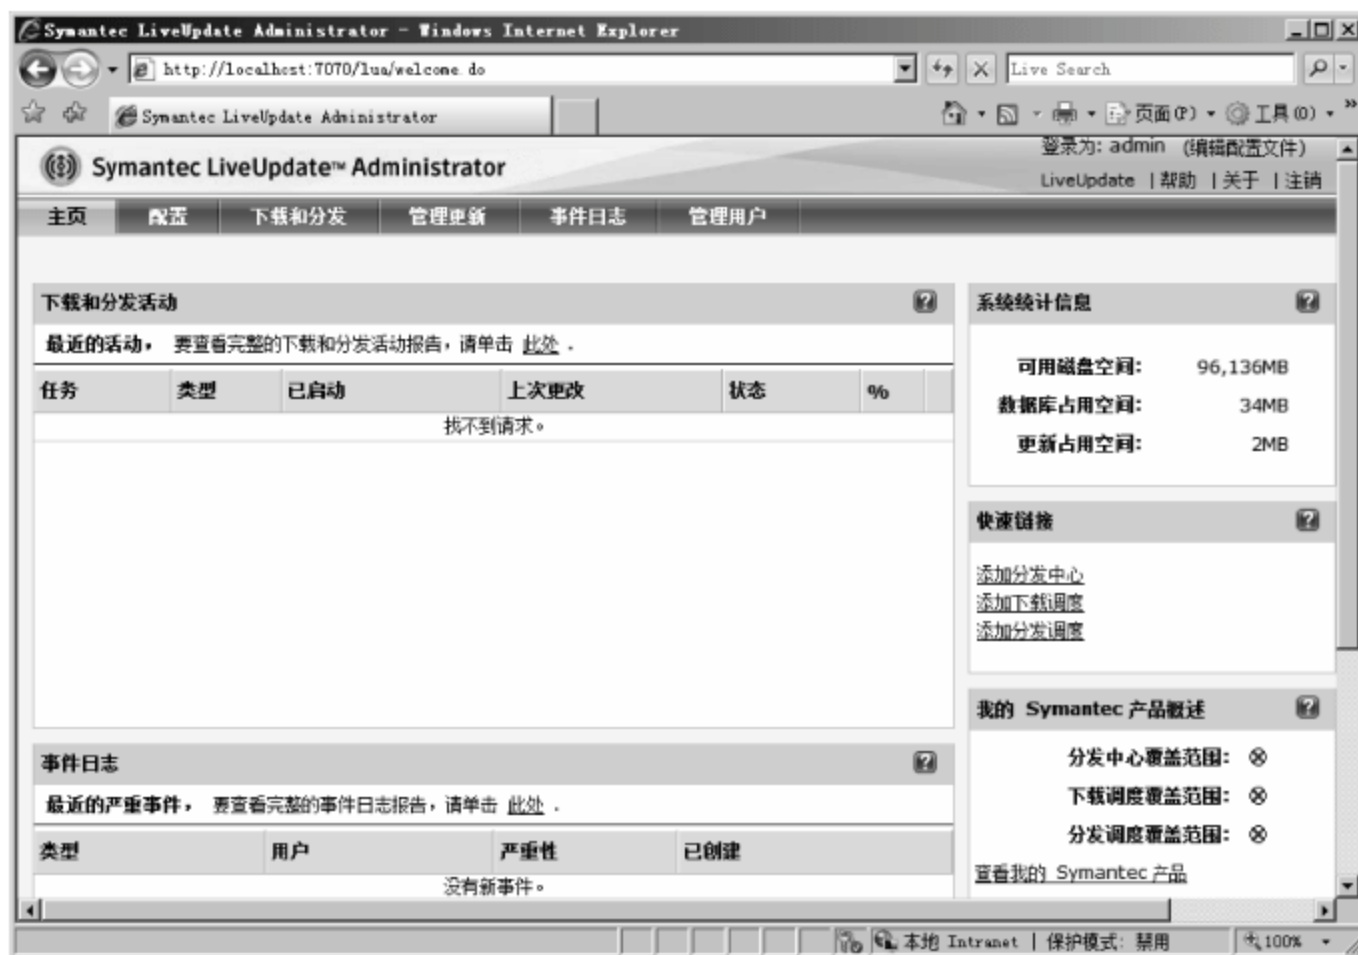 Symantec LiveUpdate Administrator - Windows Internet Explorer
http://localhost:7070/lua/welcome.do
Live Search
Symantec LiveUpdate Administrator
页面(P)
工具(O)
登录为: admin (编辑配置文件)
Symantec LiveUpdate™ Administrator
LiveUpdate | 帮助 | 关于 | 注销
主页 配置 下载和分发 管理更新 事件日志 管理用户
下载和分发活动
最近的活动， 要查看完整的下载和分发活动报告，请单击 此处 .
任务 类型 已启动 上次更改 状态 %
找不到请求。
事件日志
最近的严重事件， 要查看完整的事件日志报告，请单击 此处 .
类型 用户 严重性 已创建
没有新事件。
系统统计信息
可用磁盘空间: 96,136MB
数据库占用空间: 34MB
更新占用空间: 2MB
快速链接
添加分发中心
添加下载调度
添加分发调度
我的 Symantec 产品概述
分发中心覆盖范围:
下载调度覆盖范围:
分发调度覆盖范围:
查看我的 Symantec 产品
本地 Intranet | 保护模式: 禁用
100%